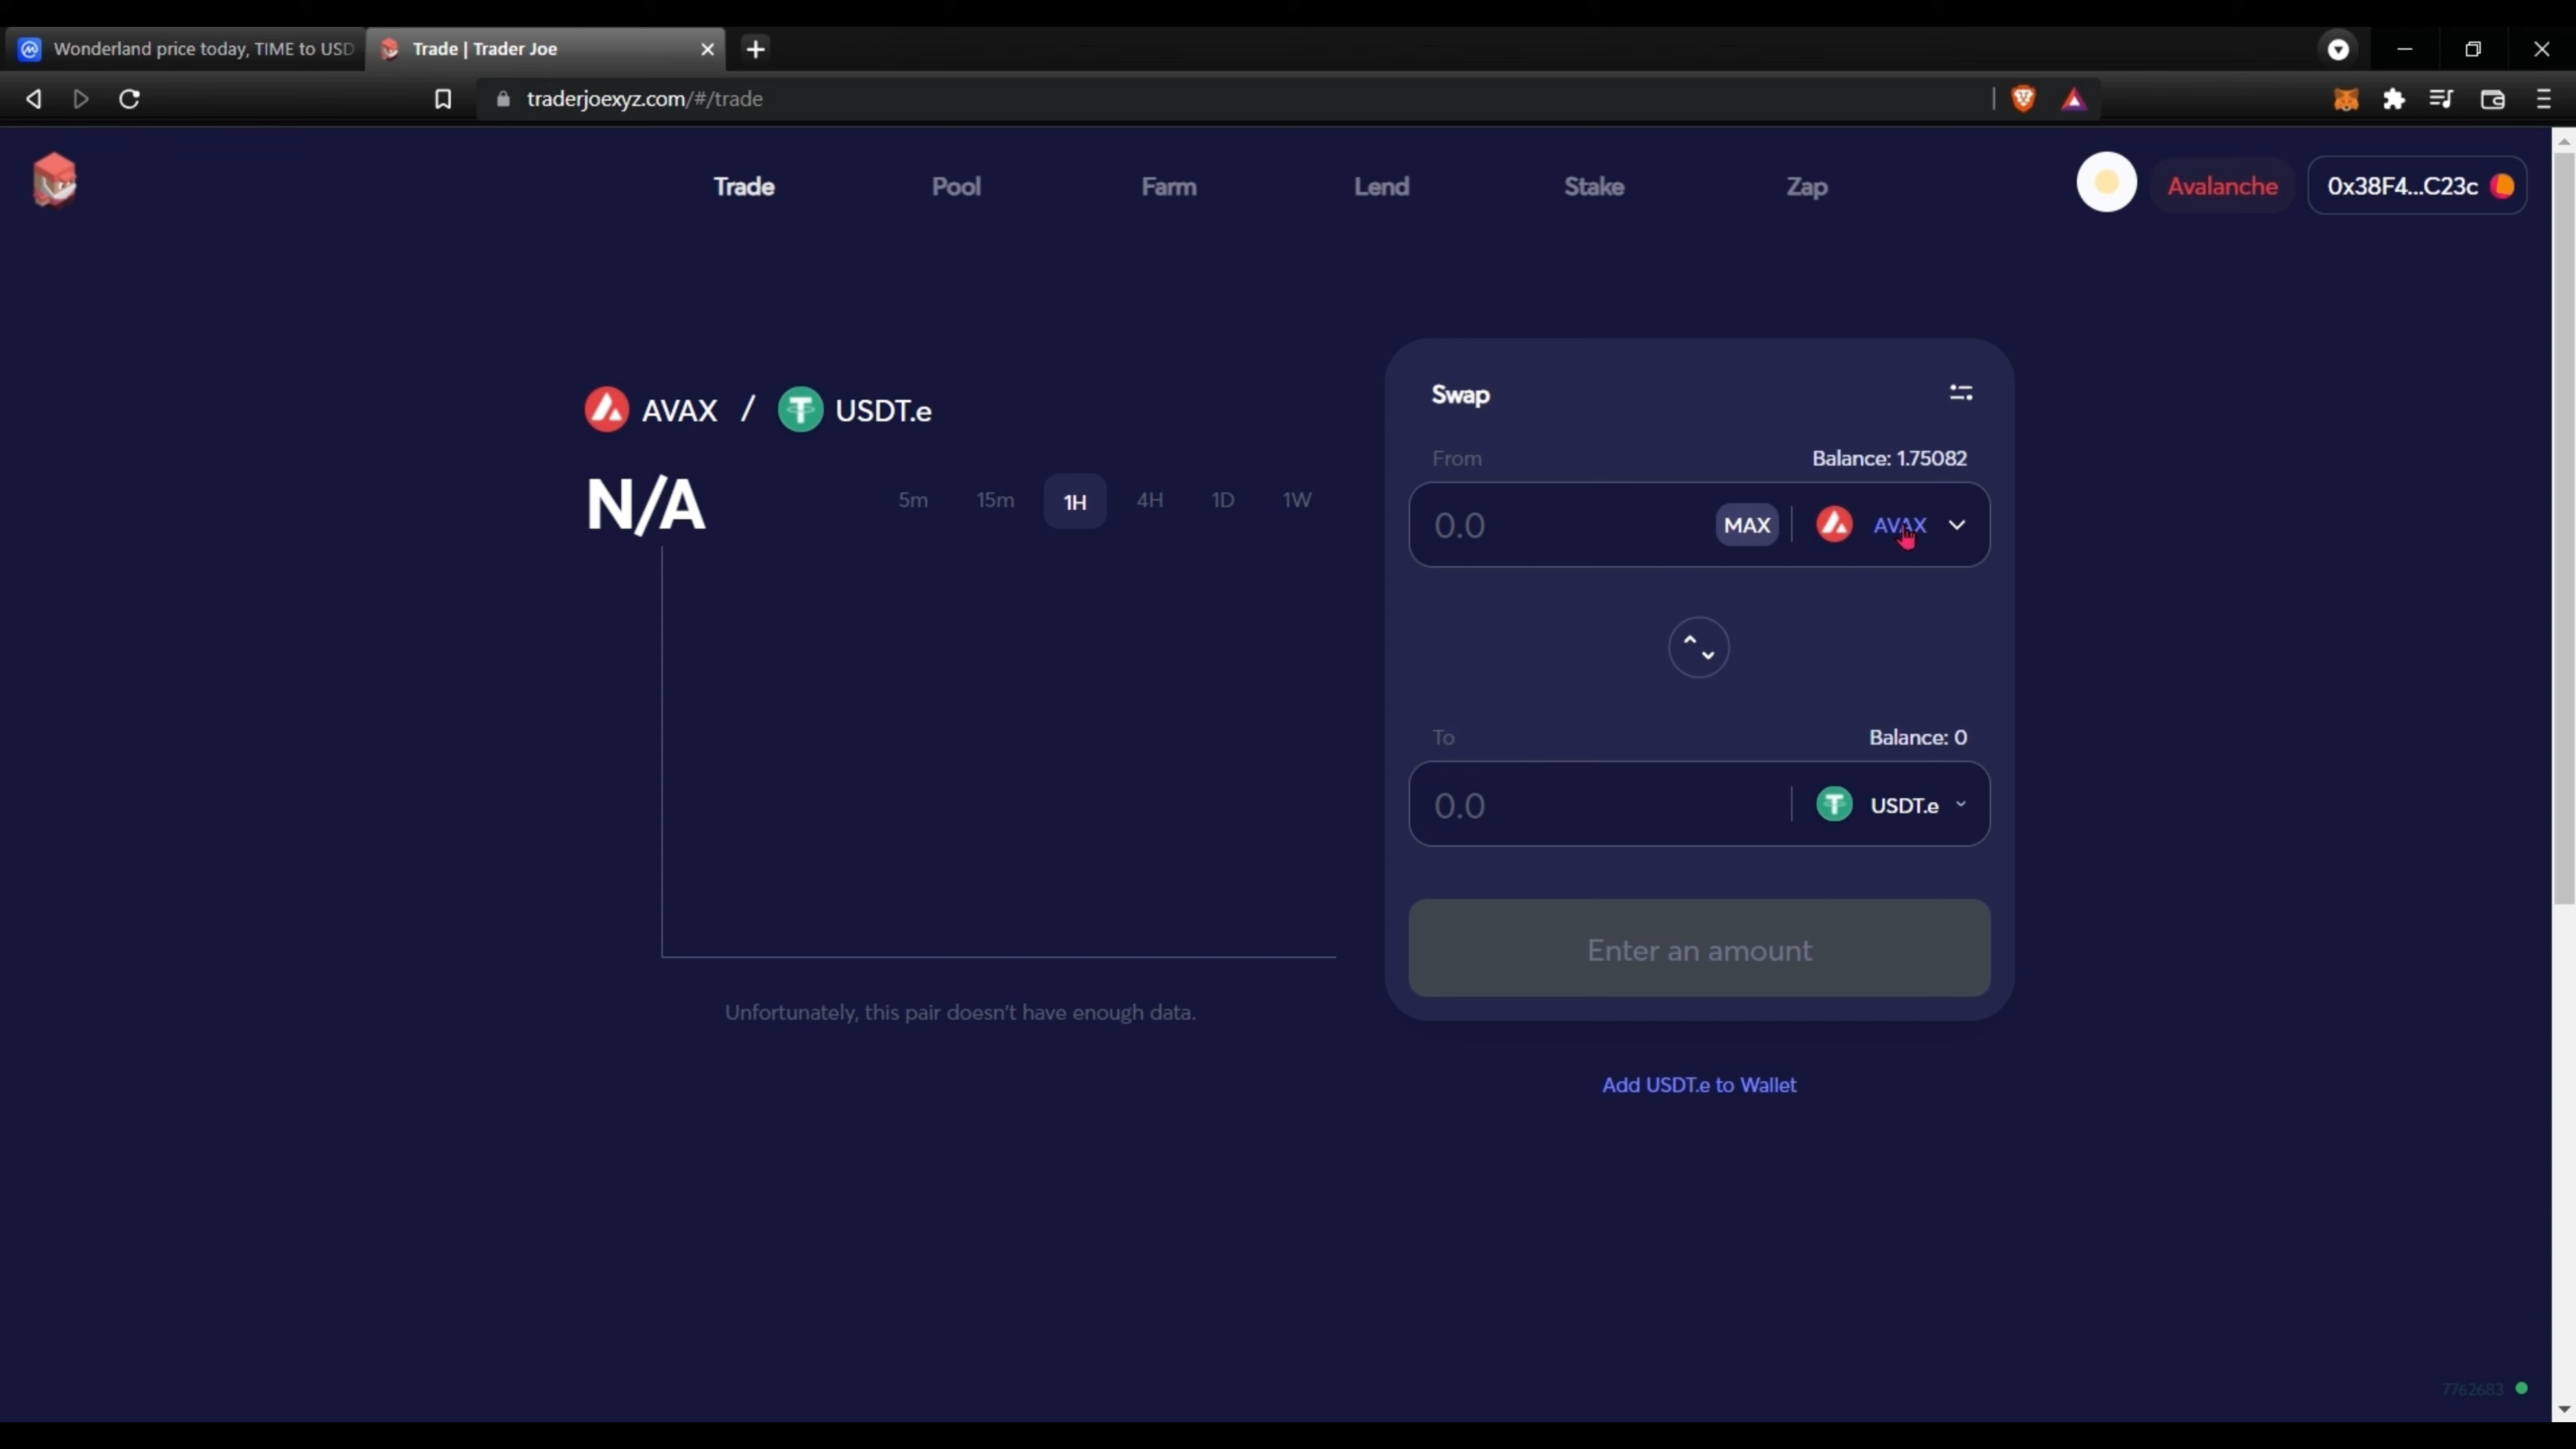 Wonderland price today, TIME to USD
Trade | Trader Joe
traderjoexyz.com/#/trade
Trade Pool Farm Lend Stake Zap Avalanche 0x38F4...C23c
AVAX / USDT.e
N/A
5m 15m 1H 4H 1D 1W
Unfortunately, this pair doesn't have enough data.
Swap
From Balance: 1.75082
0.0 MAX AVAX
To Balance: 0
0.0 USDT.e
Enter an amount
Add USDT.e to Wallet
7762683